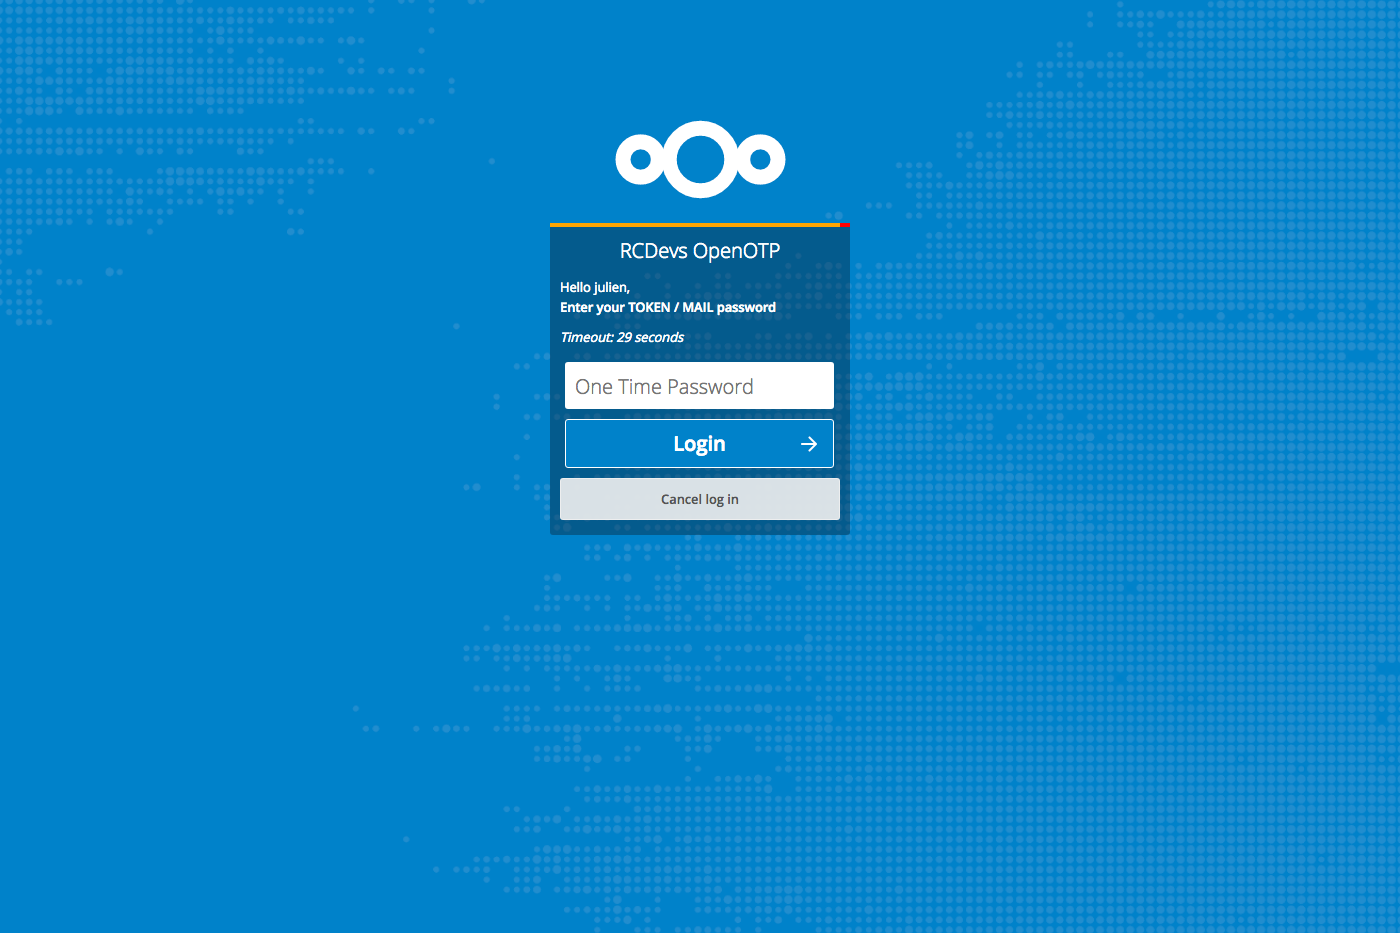 RCDevs OpenOTP
Hello julien,
Enter your TOKEN / MAIL password
Timeout: 29 seconds
One Time Password
Login
Cancel log in